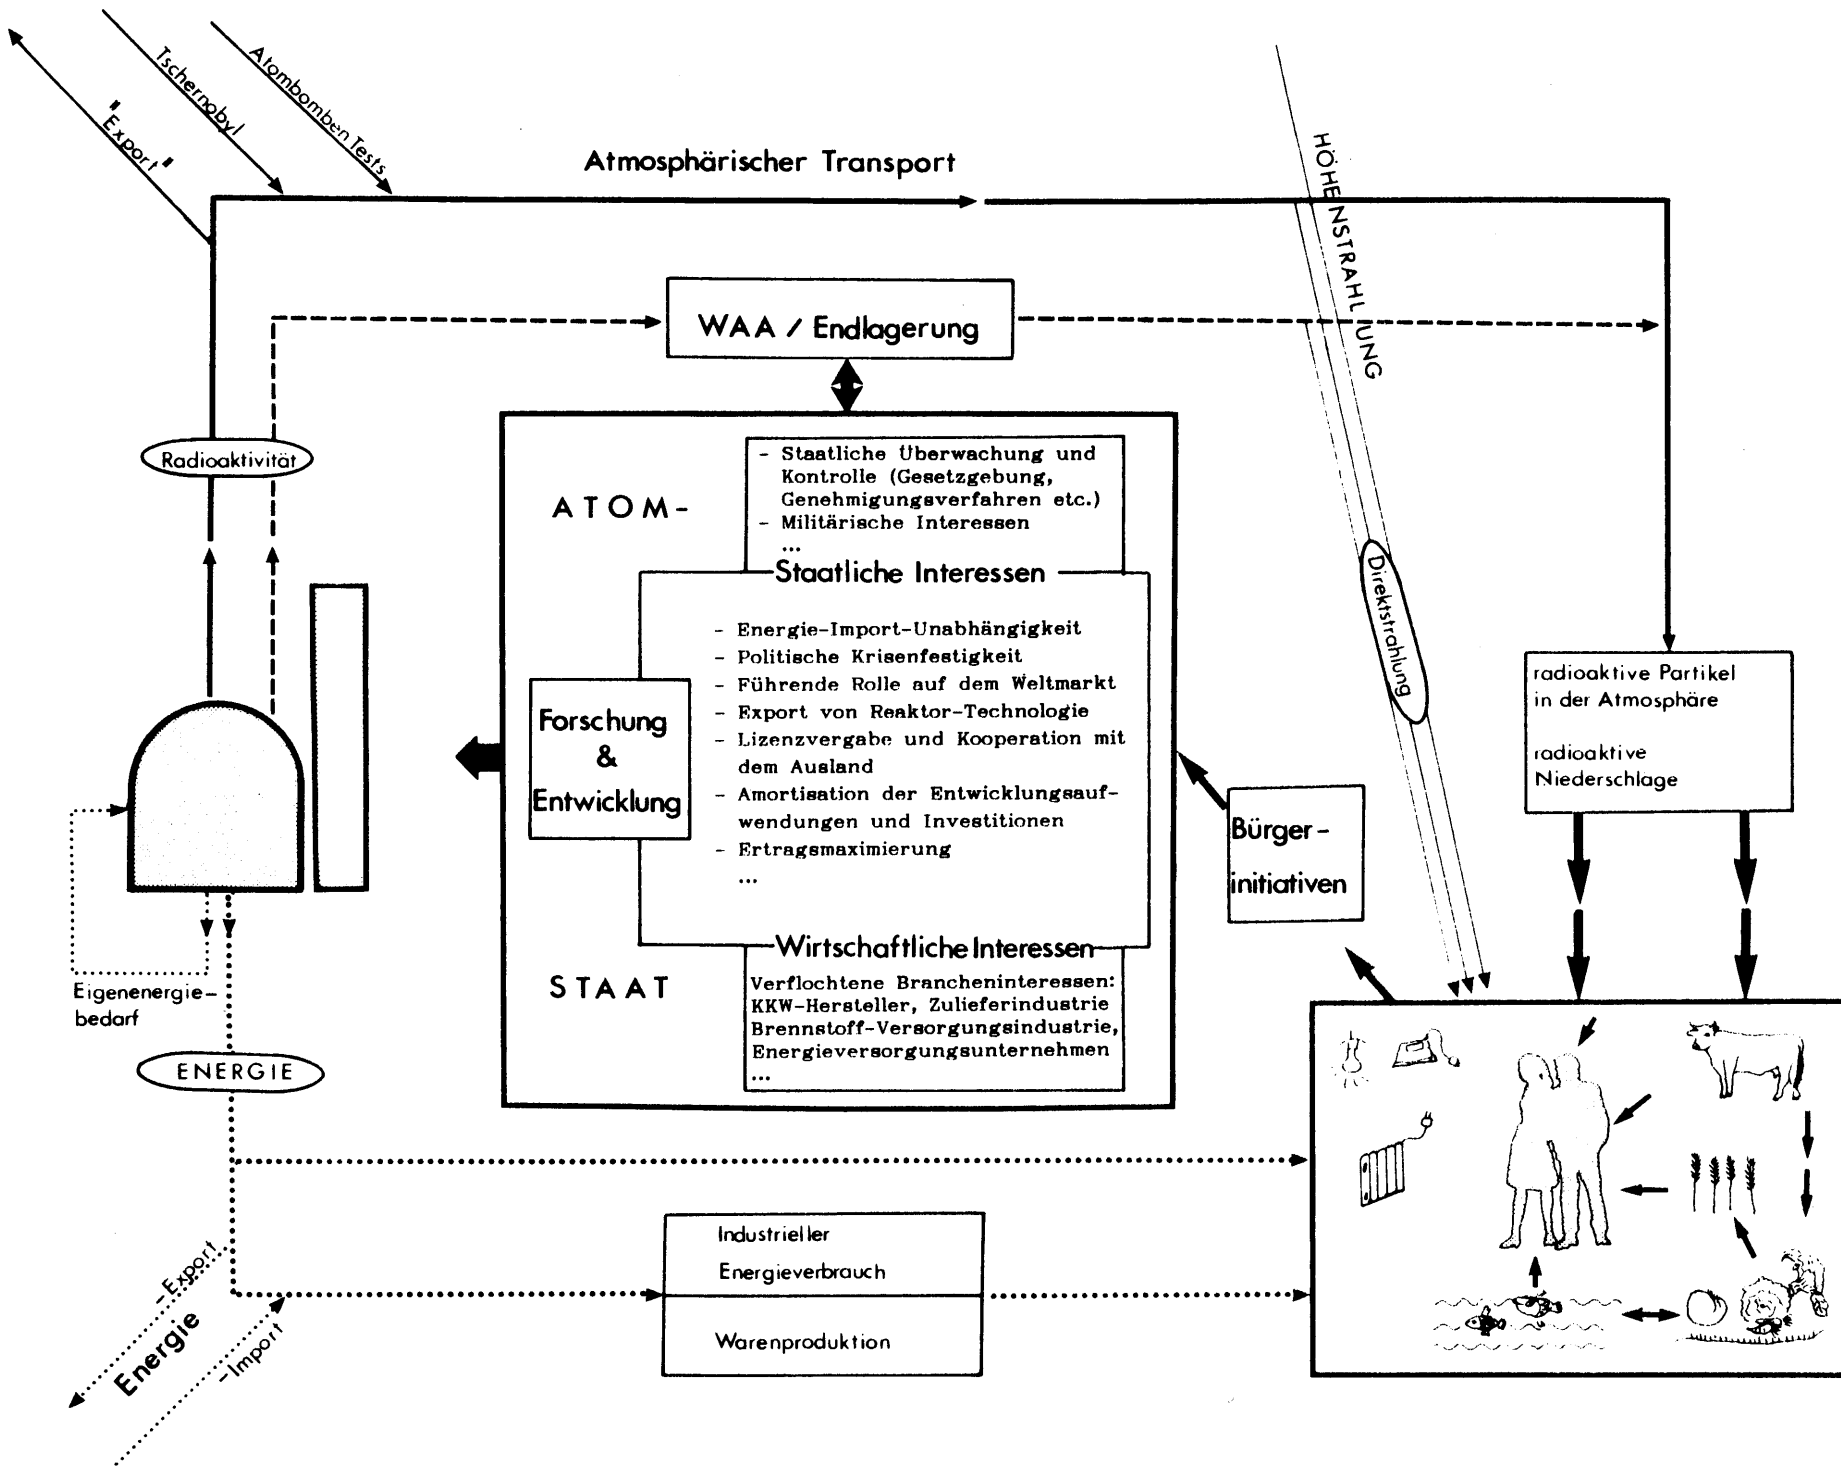 "Export"
Tschernobyl
Atombomben Tests
Atmosphärischer Transport
HÖHENSTRAHLUNG
WAA / Endlagerung
Radioaktivität
ATOM-
- Staatliche Überwachung und
Kontrolle (Gesetzgebung,
Genehmigungsverfahren etc.)
- Militärische Interessen
...
Staatliche Interessen
- Energie-Import-Unabhängigkeit
- Politische Krisenfestigkeit
- Führende Rolle auf dem Weltmarkt
- Export von Reaktor-Technologie
- Lizenzvergabe und Kooperation mit
dem Ausland
- Amortisation der Entwicklungsauf-
wendungen und Investitionen
- Ertragsmaximierung
...
Forschung
&
Entwicklung
Wirtschaftliche Interessen
STAAT
Verflochtene Brancheninteressen:
KKW-Hersteller, Zulieferindustrie
Brennstoff-Versorgungsindustrie,
Energieversorgungsunternehmen
...
Direktstrahlung
radioaktive Partikel
in der Atmosphäre
radioaktive
Niederschlage
Bürger-
initiativen
Eigenenergie-
bedarf
ENERGIE
-Export
Energie
-Import
Industrieller
Energieverbrauch
Warenproduktion